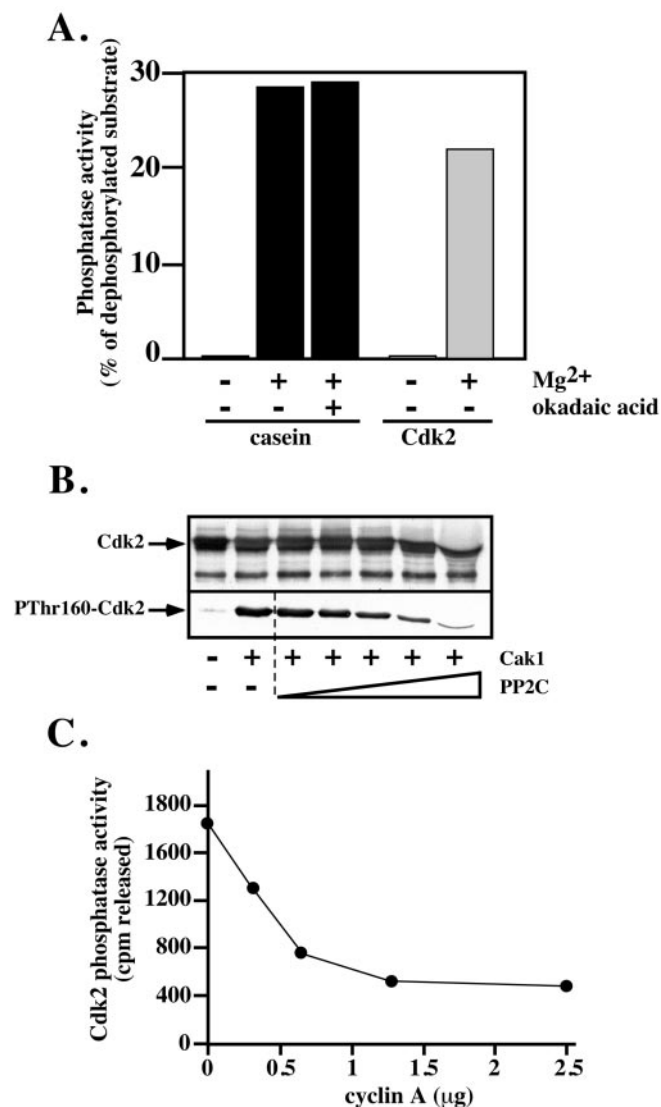 A.
Phosphatase activity
(% of dephosphorylated substrate)
30
20
10
0
- + + - + Mg2+
- - + - - okadaic acid
casein Cdk2
B.
Cdk2
PThr160-Cdk2
- + + + + + + Cak1
- - PP2C
C.
Cdk2 phosphatase activity
(cpm released)
1800
1600
1200
800
400
0
0 0.5 1 1.5 2 2.5
cyclin A (µg)